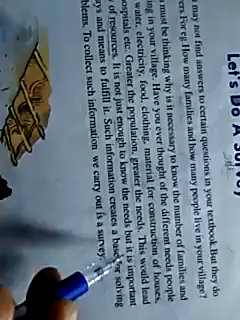 Let's Do A Survey
may not find answers to certain questions in your textbook. But they do
ers. For eg. How many families and how many people live in your village?
must be thinking why is it necessary to know the number of families and
ing in your village. Have you ever thought of the different needs people
water, electricity, food, clothing, material for construction of houses,
ospital etc. Greater the population, greater the needs. This would lead
of resources. It is not just enough to know the needs but it is important
ays and means to fulfill it. Such information creates a base for solving
blems. To collect such information we carry out a survey.